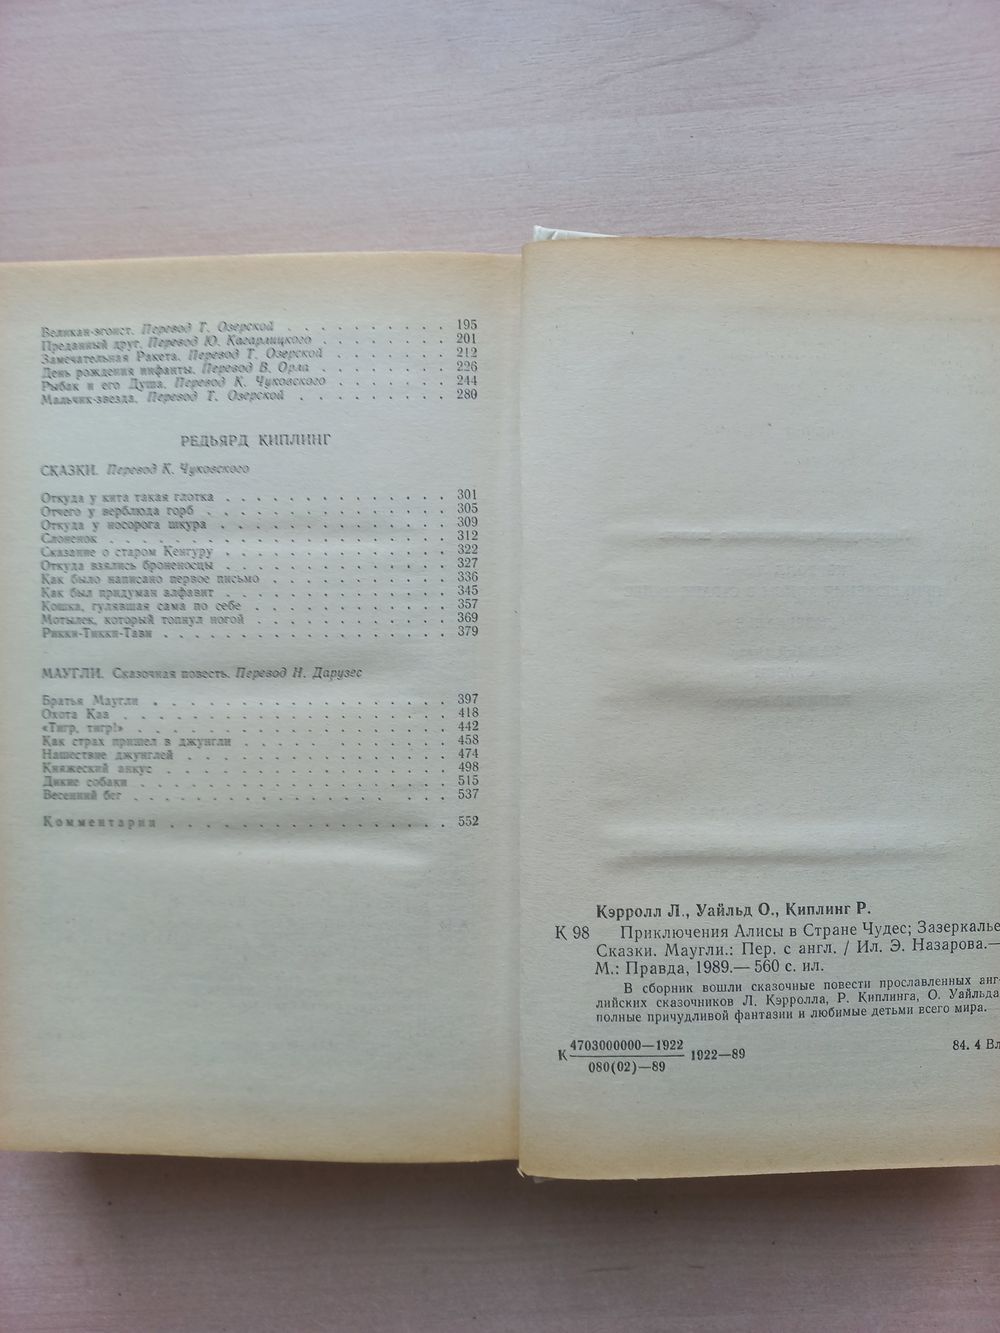 Великан-эгоист. Перевод Т. Озерской . . . . . . . . . . 195
Преданный друг. Перевод Ю. Кагарлицкого . . . . . . . . 201
Замечательная Ракета. Перевод Т. Озерской . . . . . . . 212
День рождения инфанты. Перевод В. Орла . . . . . . . . 226
Рыбак и его Душа. Перевод К. Чуковского . . . . . . . . 244
Мальчик-звезда. Перевод Т. Озерской . . . . . . . . . 280
РЕДЬЯРД КИПЛИНГ
СКАЗКИ. Перевод К. Чуковского
Откуда у кита такая глотка . . . . . . . . . . . . . . 301
Отчего у верблюда горб . . . . . . . . . . . . . . . 305
Откуда у носорога шкура . . . . . . . . . . . . . . 309
Слоненок . . . . . . . . . . . . . . . . . . . . 312
Сказание о старом Кенгуру . . . . . . . . . . . . . . 322
Откуда взялись броненосцы . . . . . . . . . . . . . . 327
Как было написано первое письмо . . . . . . . . . . . 336
Как был придуман алфавит . . . . . . . . . . . . . . 345
Кошка, гулявшая сама по себе . . . . . . . . . . . . 357
Мотылек, который топнул ногой . . . . . . . . . . . . 369
Рикки-Тикки-Тави . . . . . . . . . . . . . . . . . 379
МАУГЛИ. Сказочная повесть. Перевод Н. Дарузес
Братья Маугли . . . . . . . . . . . . . . . . . . 397
Охота Каа . . . . . . . . . . . . . . . . . . . . 418
«Тигр, тигр!» . . . . . . . . . . . . . . . . . . 442
Как страх пришел в джунгли . . . . . . . . . . . . . 458
Нашествие джунглей . . . . . . . . . . . . . . . . 474
Княжеский анкус . . . . . . . . . . . . . . . . . 498
Дикие собаки . . . . . . . . . . . . . . . . . . . 515
Весенний бег . . . . . . . . . . . . . . . . . . . 537
Комментарии . . . . . . . . . . . . . . . . . . . 552
Кэрролл Л., Уайльд О., Киплинг Р.
К 98 Приключения Алисы в Стране Чудес; Зазеркалье
Сказки. Маугли.: Пер. с англ. / Ил. Э. Назарова.—
М.: Правда, 1989.— 560 с. ил.
В сборник вошли сказочные повести прославленных анг-
лийских сказочников Л. Кэрролла, Р. Киплинга, О. Уайльда,
полные причудливой фантазии и любимые детьми всего мира.—
К 4703000000—1922 1922—89 84. 4 Вл
080(02)—89